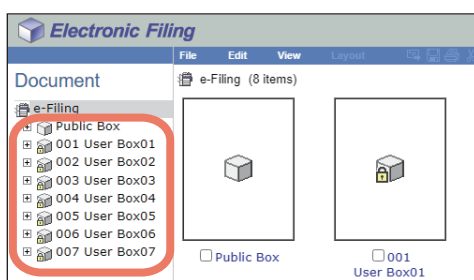 Electronic Filing
File Edit View Layout
Document
e-Filing (8 items)
e-Filing
Public Box
001 User Box01
002 User Box02
003 User Box03
004 User Box04
005 User Box05
006 User Box06
007 User Box07
Public Box
001
User Box01